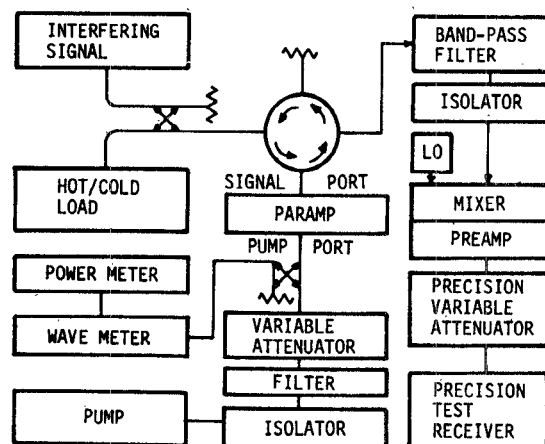 INTERFERING
SIGNAL
BAND-PASS
FILTER
ISOLATOR
LO
HOT/COLD
LOAD
SIGNAL PORT
PARAMP
MIXER
PREAMP
PUMP PORT
POWER METER
WAVE METER
VARIABLE
ATTENUATOR
PRECISION
VARIABLE
ATTENUATOR
FILTER
PUMP
ISOLATOR
PRECISION
TEST
RECEIVER